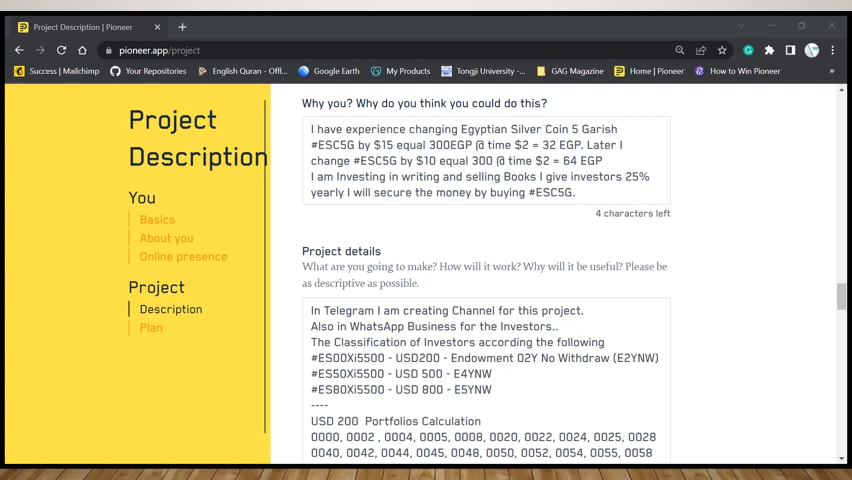 Project Description | Pioneer
pioneer.app/project
Success | Mailchimp
Your Repositories
English Quran - Offl...
Google Earth
My Products
Tongji University -...
GAG Magazine
Home | Pioneer
How to Win Pioneer
»
Project
Description
You
Basics
About you
Online presence
Project
Description
Plan
Why you? Why do you think you could do this?
I have experience changing Egyptian Silver Coin 5 Garish
#ESC5G by $15 equal 300EGP @ time $2 = 32 EGP. Later I
change #ESC5G by $10 equal 300 @ time $2 = 64 EGP
I am Investing in writing and selling Books I give investors 25%
yearly I will secure the money by buying #ESC5G.
4 characters left
Project details
What are you going to make? How will it work? Why will it be useful? Please be
as descriptive as possible.
In Telegram I am creating Channel for this project.
Also in WhatsApp Business for the Investors..
The Classification of Investors according the following
#ES00Xi5500 - USD200 - Endowment 02Y No Withdraw (E2YNW)
#ES50Xi5500 - USD 500 - E4YNW
#ES80Xi5500 - USD 800 - E5YNW
----
USD 200 Portfolios Calculation
0000, 0002 , 0004, 0005, 0008, 0020, 0022, 0024, 0025, 0028
0040, 0042, 0044, 0045, 0048, 0050, 0052, 0054, 0055, 0058